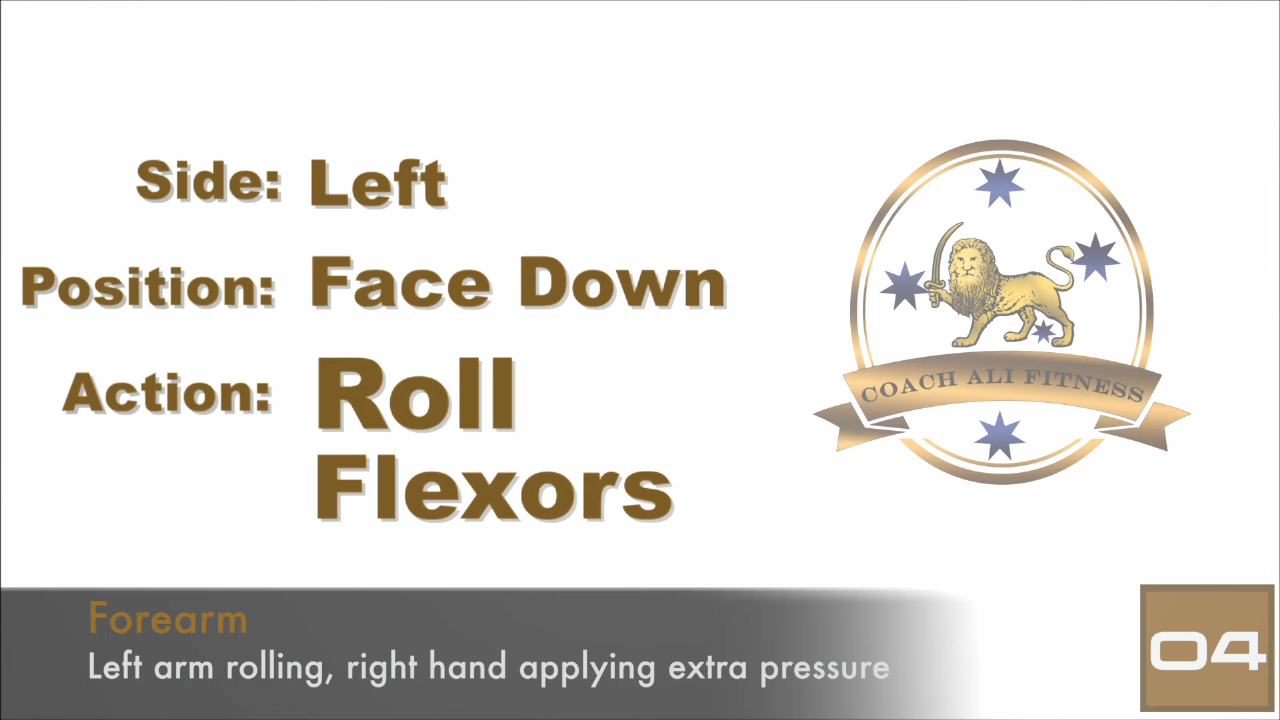 Side: Left
Position: Face Down
Action: Roll
Flexors
COACH ALI FITNESS
Forearm
Left arm rolling, right hand applying extra pressure
04